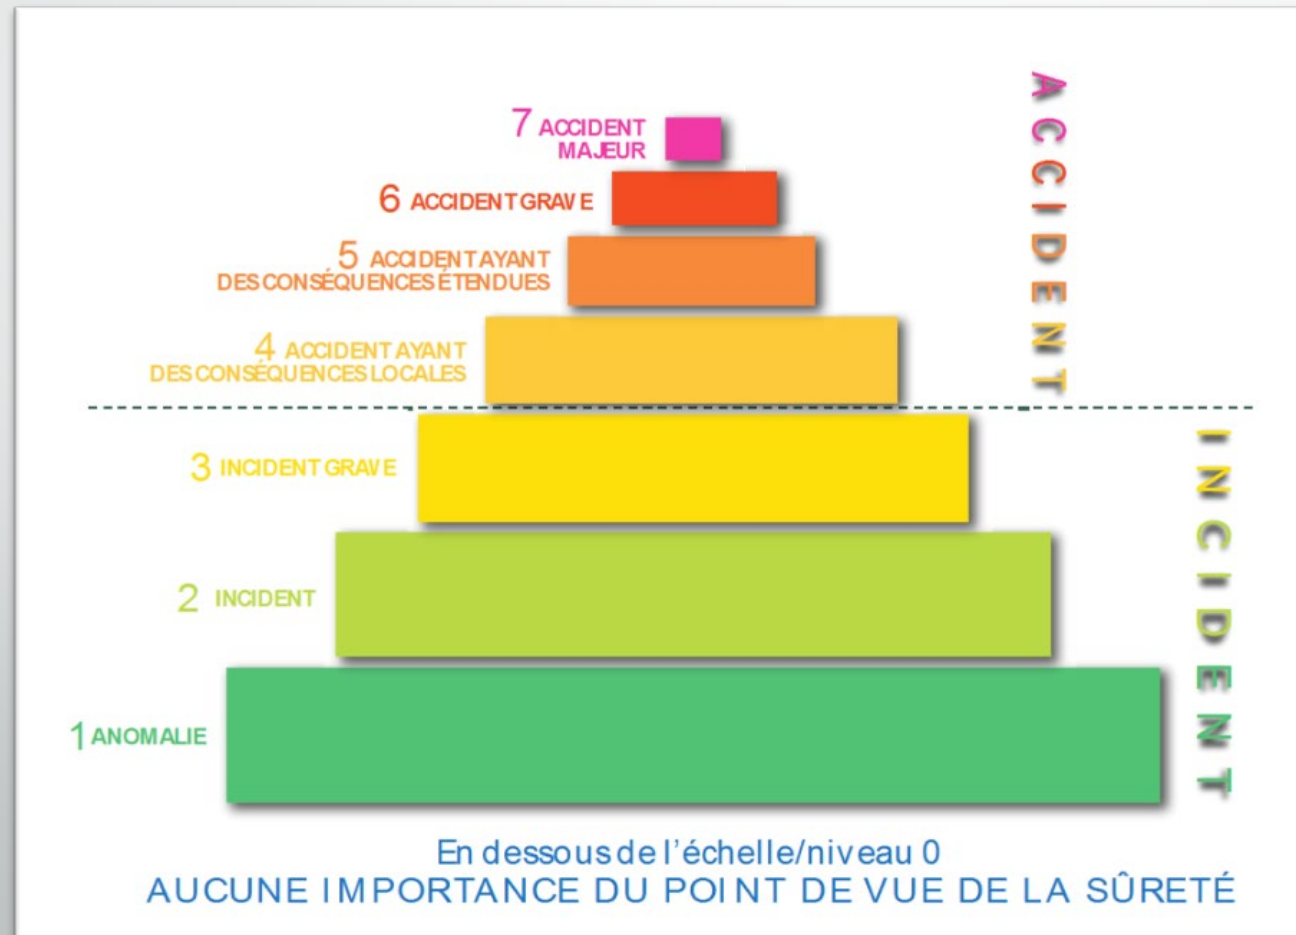 7 ACCIDENT
MAJEUR
6 ACCIDENT GRAVE
5 ACCIDENT AYANT
DES CONSÉQUENCES ÉTENDUES
4 ACCIDENT AYANT
DES CONSÉQUENCES LOCALES
3 INCIDENT GRAVE
2 INCIDENT
1 ANOMALIE
ACCIDENT
INCIDENT
En dessous de l'échelle/niveau 0
AUCUNE IMPORTANCE DU POINT DE VUE DE LA SÛRETÉ